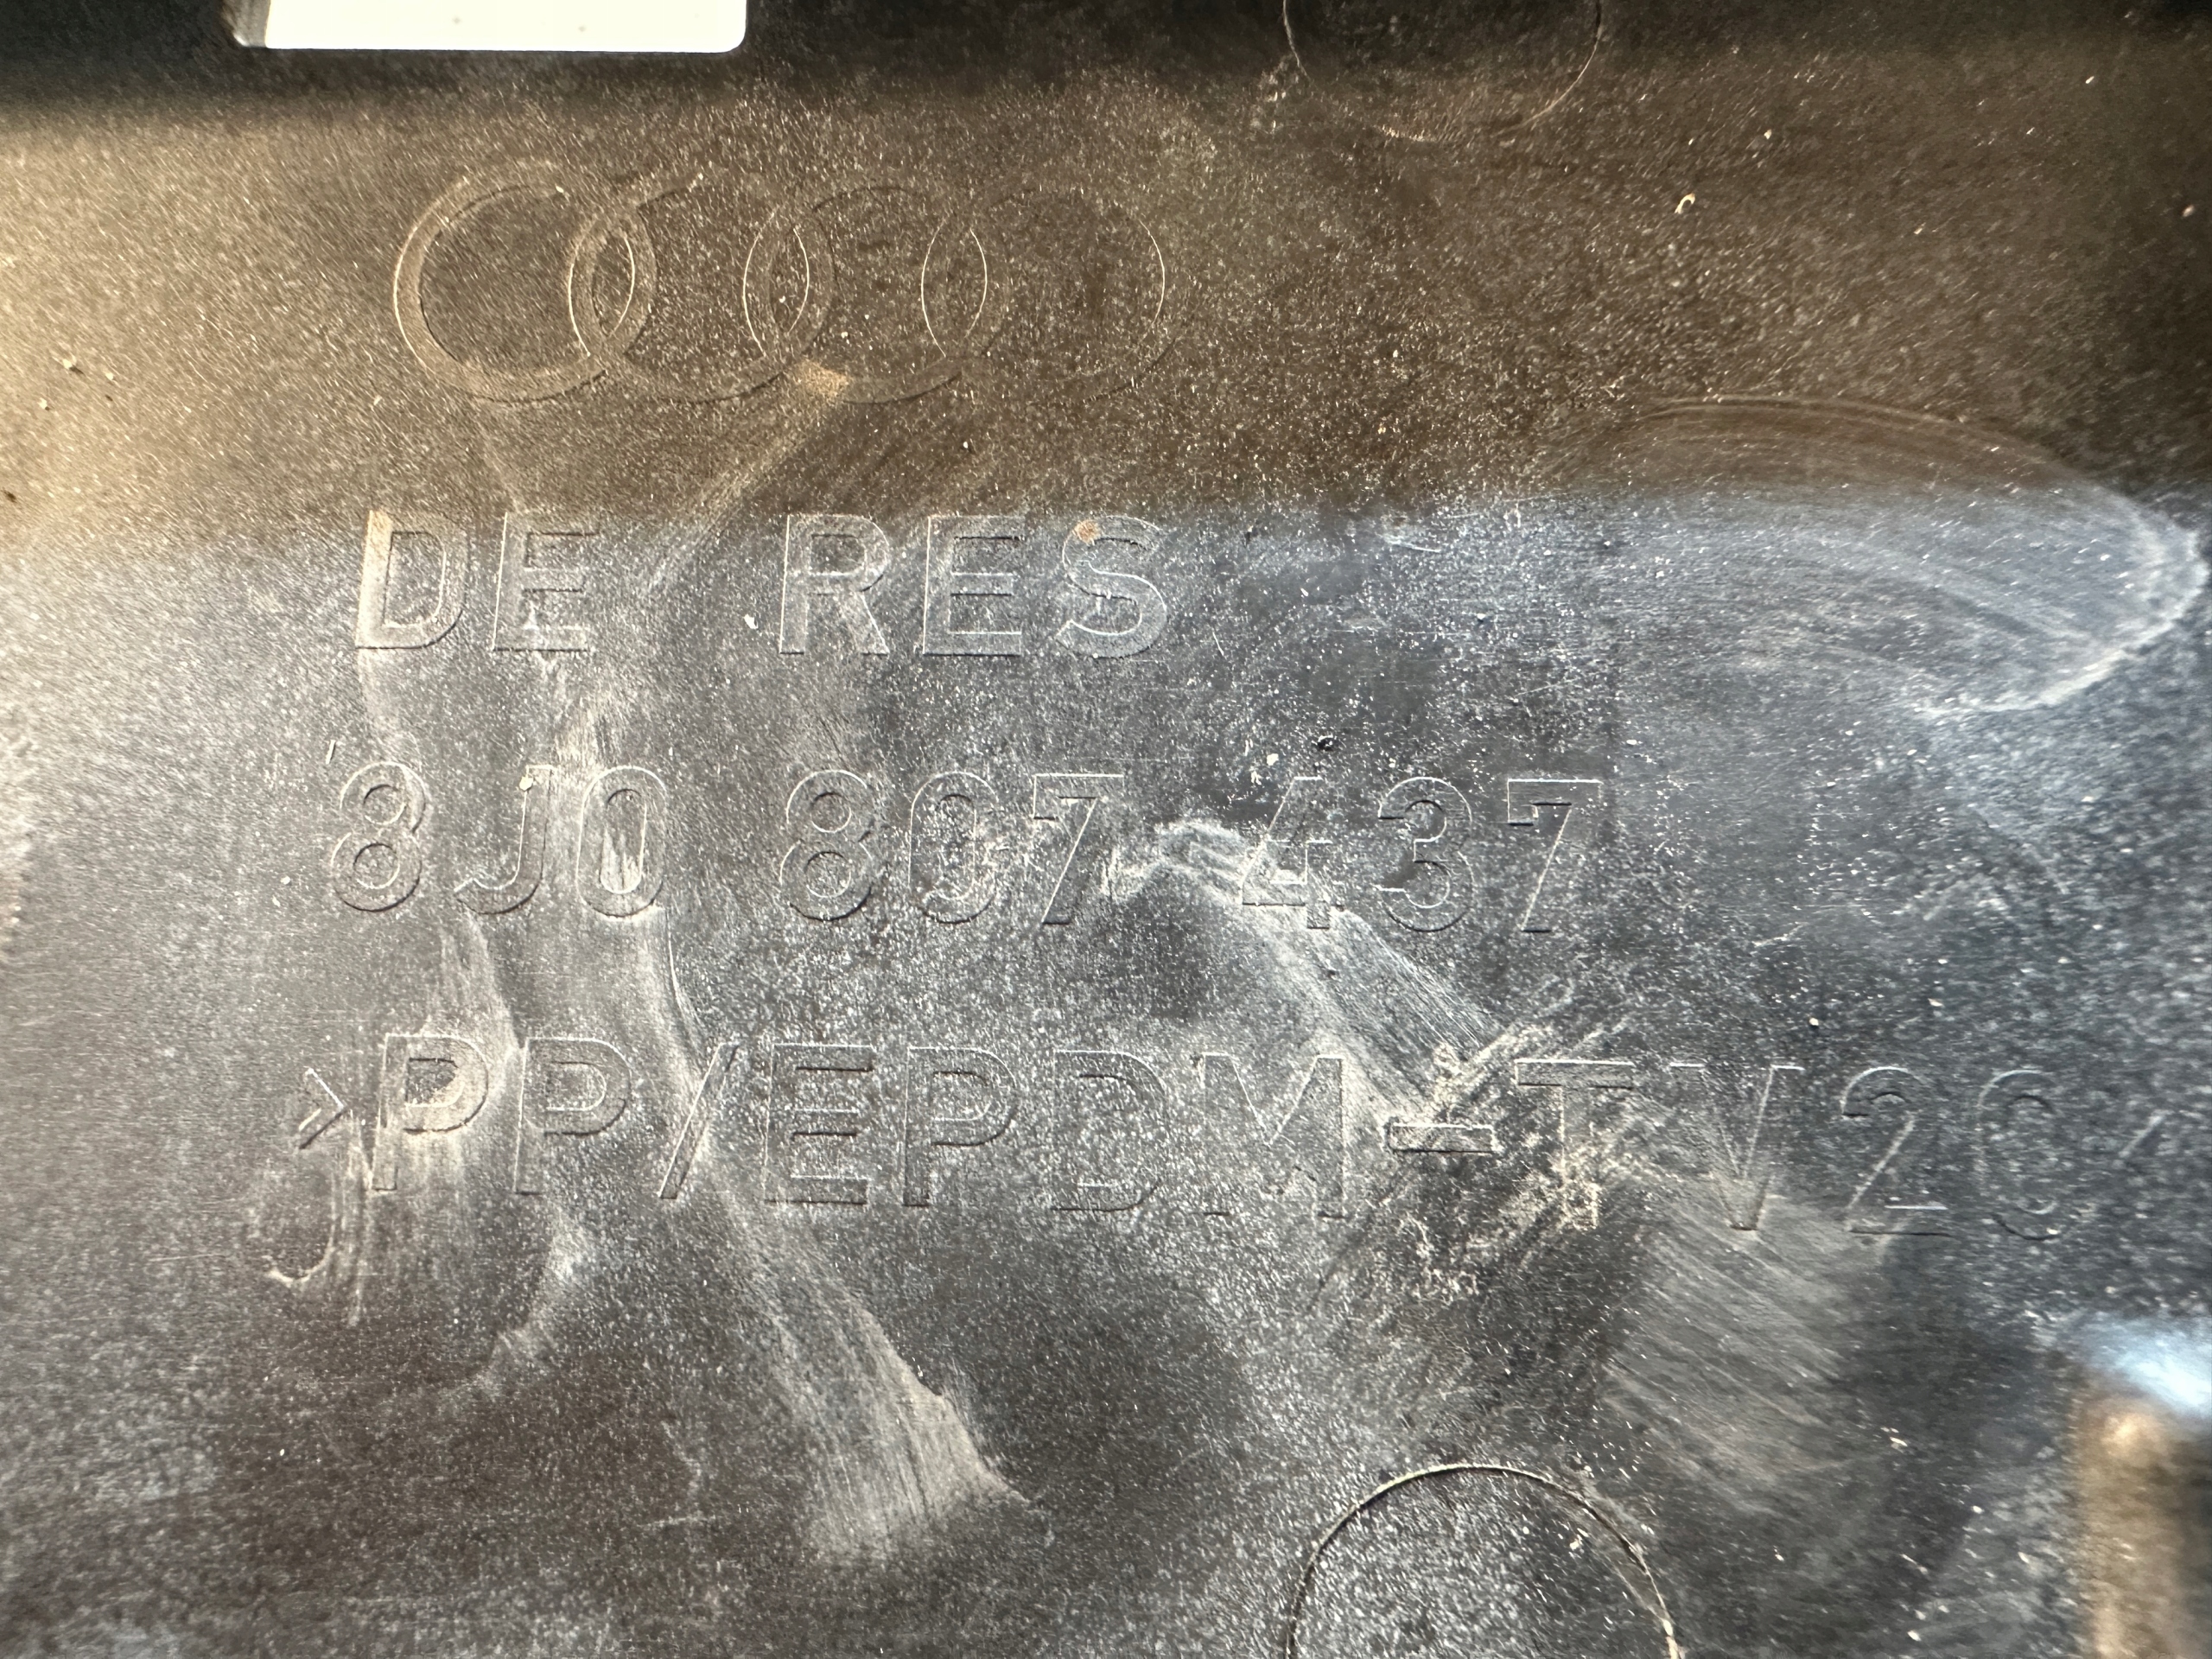 DE RES
8J0 807 437
>PP/EPDM-TV20<